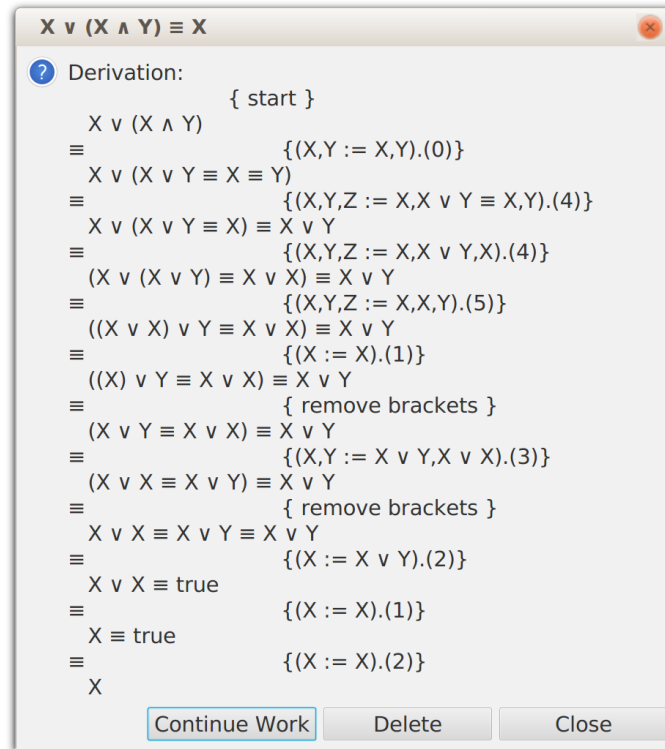 X ∨ (X ∧ Y) ≡ X
Derivation:
{ start }
X ∨ (X ∧ Y)
≡ {(X,Y := X,Y).(0)}
X ∨ (X ∨ Y ≡ X ≡ Y)
≡ {(X,Y,Z := X,X ∨ Y ≡ X,Y).(4)}
X ∨ (X ∨ Y ≡ X) ≡ X ∨ Y
≡ {(X,Y,Z := X,X ∨ Y,X).(4)}
(X ∨ (X ∨ Y) ≡ X ∨ X) ≡ X ∨ Y
≡ {(X,Y,Z := X,X,Y).(5)}
((X ∨ X) ∨ Y ≡ X ∨ X) ≡ X ∨ Y
≡ {(X := X).(1)}
((X) ∨ Y ≡ X ∨ X) ≡ X ∨ Y
≡ { remove brackets }
(X ∨ Y ≡ X ∨ X) ≡ X ∨ Y
≡ {(X,Y := X ∨ Y,X ∨ X).(3)}
(X ∨ X ≡ X ∨ Y) ≡ X ∨ Y
≡ { remove brackets }
X ∨ X ≡ X ∨ Y ≡ X ∨ Y
≡ {(X := X ∨ Y).(2)}
X ∨ X ≡ true
≡ {(X := X).(1)}
X ≡ true
≡ {(X := X).(2)}
X
Continue Work Delete Close